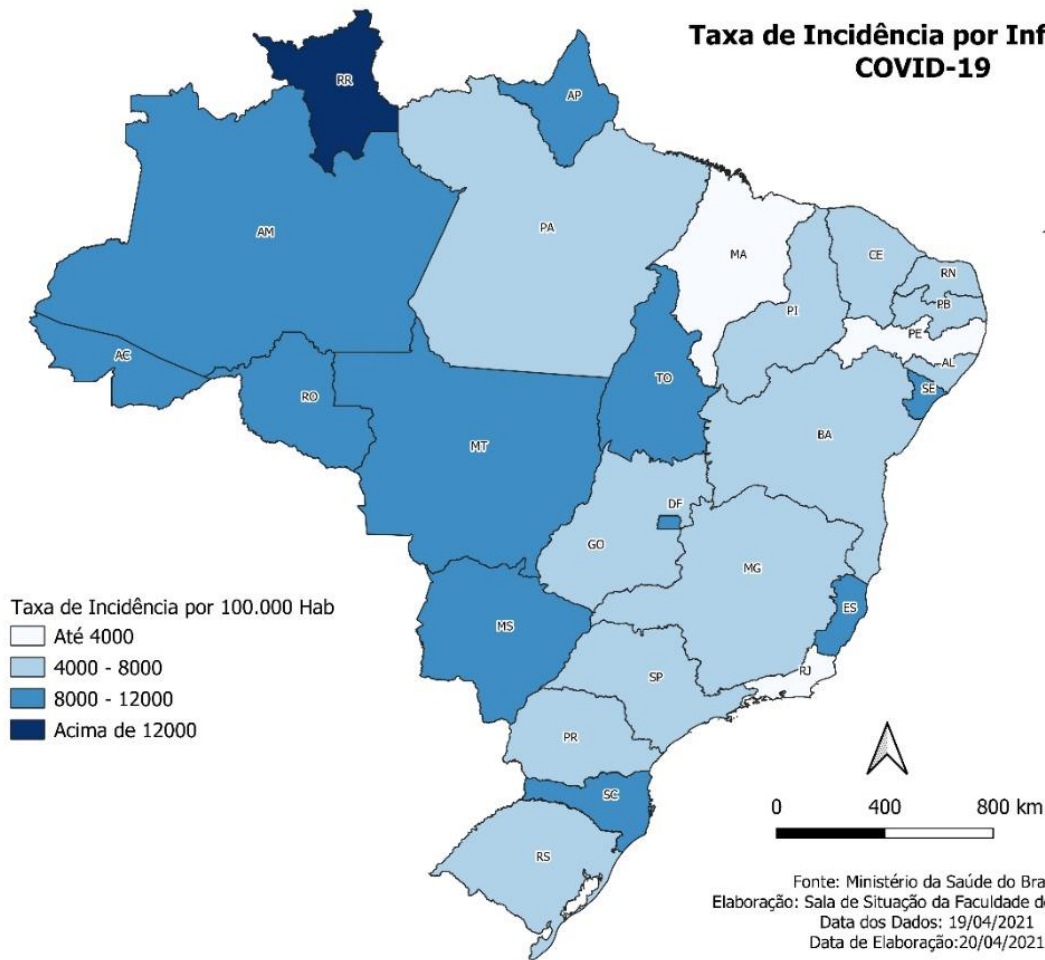 Taxa de Incidência por Inf
COVID-19
RR
AP
AM
PA
MA
CE
RN
PB
PI
PE
AL
AC
TO
SE
RO
BA
MT
DF
GO
MG
ES
MS
RJ
SP
PR
SC
RS
Taxa de Incidência por 100.000 Hab
Até 4000
4000 - 8000
8000 - 12000
Acima de 12000
0 400 800 km
Fonte: Ministério da Saúde do Bra
Elaboração: Sala de Situação da Faculdade d
Data dos Dados: 19/04/2021
Data de Elaboração:20/04/2021